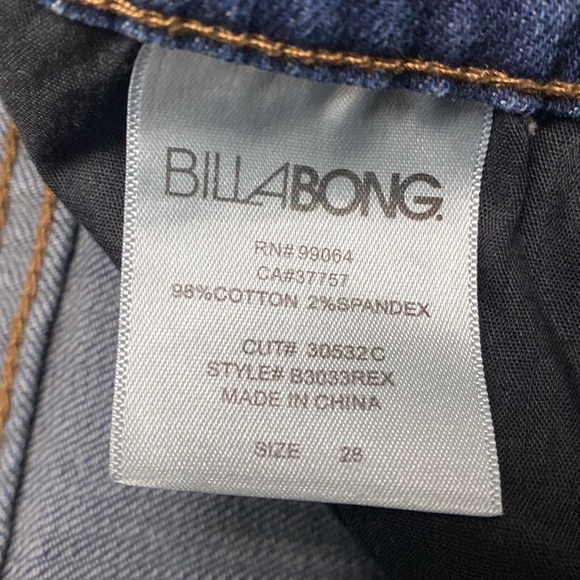 BILLABONG.
RN# 99064
CA#37757
98%COTTON 2%SPANDEX
CUT# 30532C
STYLE# B3033REX
MADE IN CHINA
SIZE 28